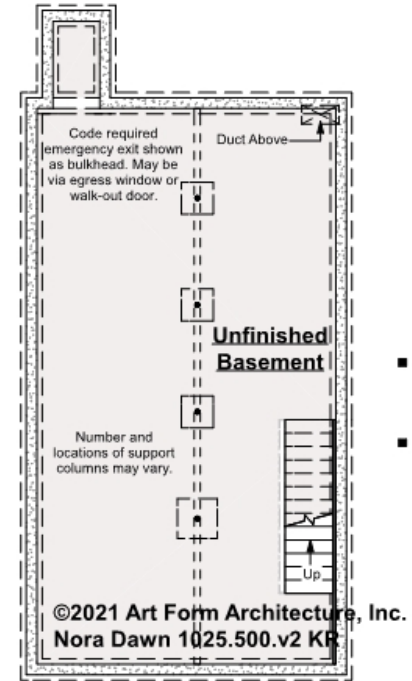 Code required
emergency exit shown
as bulkhead. May be
via egress window or
walk-out door.
Duct Above
Unfinished
Basement
Number and
locations of support
columns may vary.
Up
©2021 Art Form Architecture, Inc.
Nora Dawn 1025.500.v2 KR